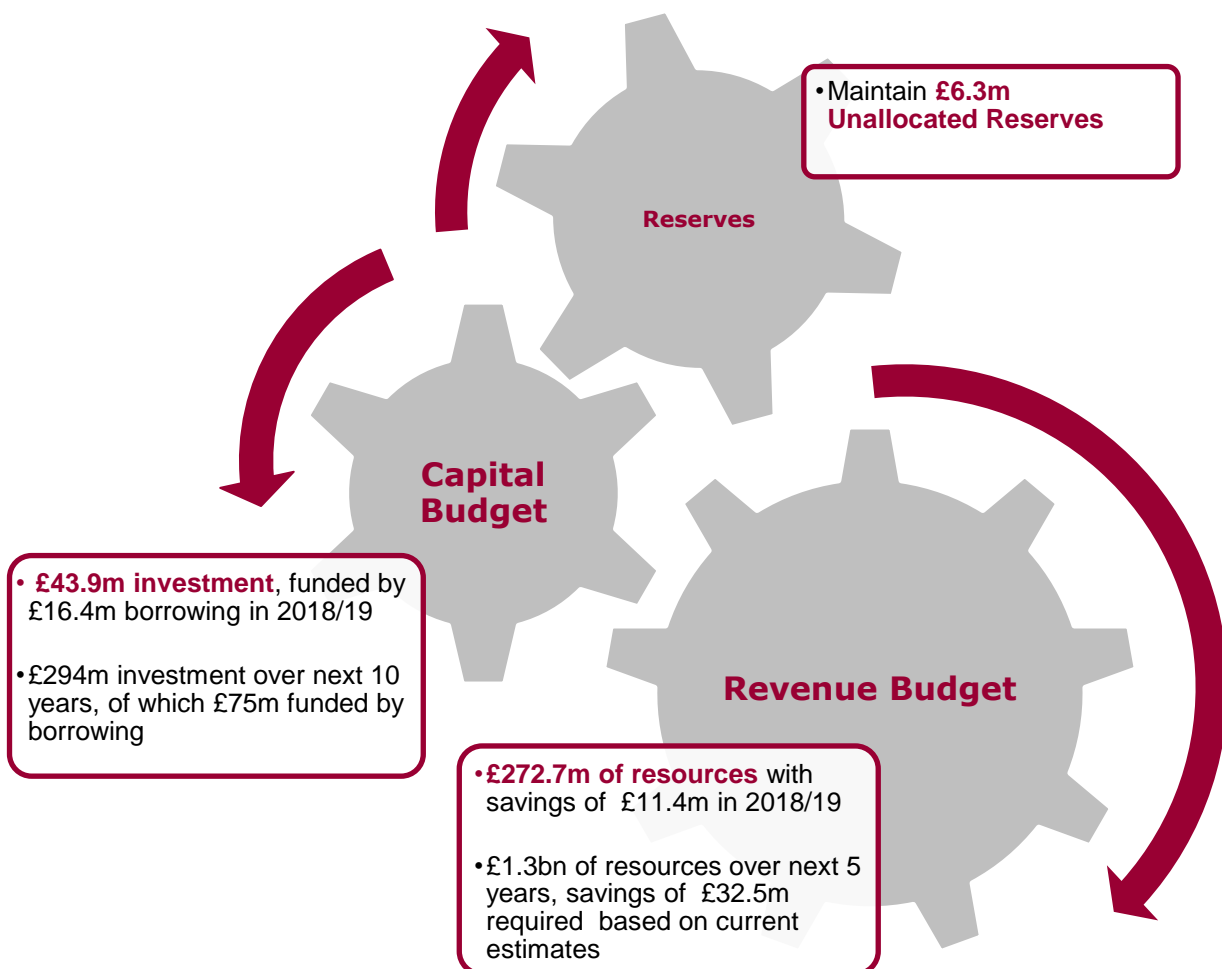 •Maintain £6.3m
Unallocated Reserves
Reserves
Capital
Budget
• £43.9m investment, funded by
£16.4m borrowing in 2018/19
•£294m investment over next 10
years, of which £75m funded by
borrowing
Revenue Budget
•£272.7m of resources with
savings of £11.4m in 2018/19
•£1.3bn of resources over next 5
years, savings of £32.5m
required based on current
estimates